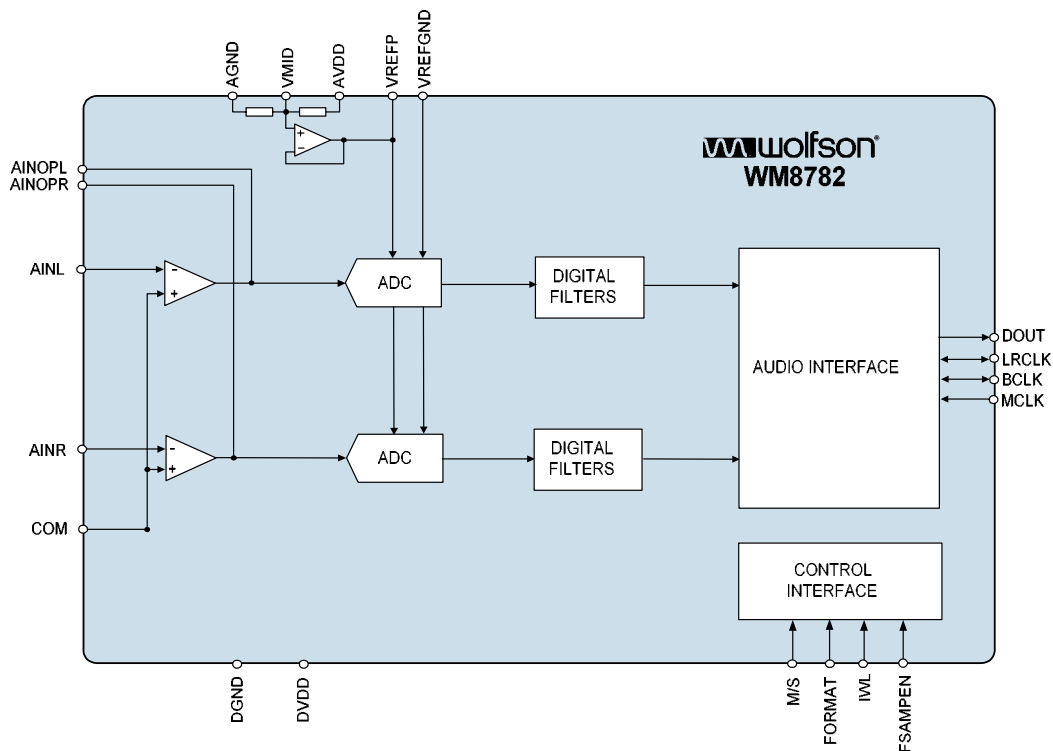 AGND
VMID
AVDD
VREFP
VREFGND
wolfson®
WM8782
+
-
AINOPL
AINOPR
AINL
-
+
ADC
DIGITAL
FILTERS
AUDIO INTERFACE
DOUT
LRCLK
BCLK
MCLK
AINR
-
+
ADC
DIGITAL
FILTERS
COM
CONTROL
INTERFACE
DGND
DVDD
M/S
FORMAT
IWL
FSAMPEN